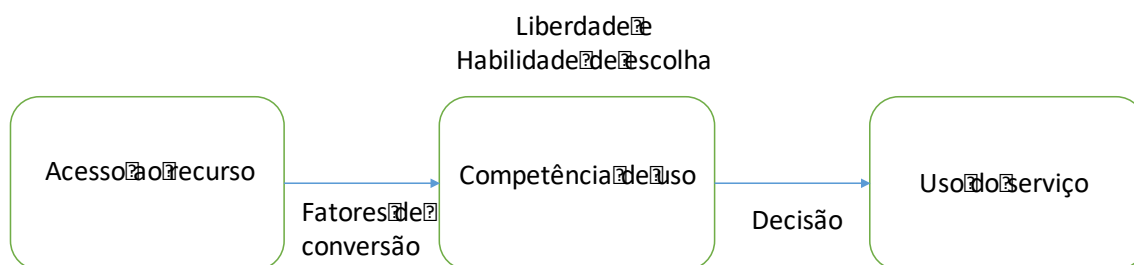 Liberdade e
Habilidade de escolha
Acesso ao recurso
Fatores de
conversão
Competência de uso
Decisão
Uso do serviço